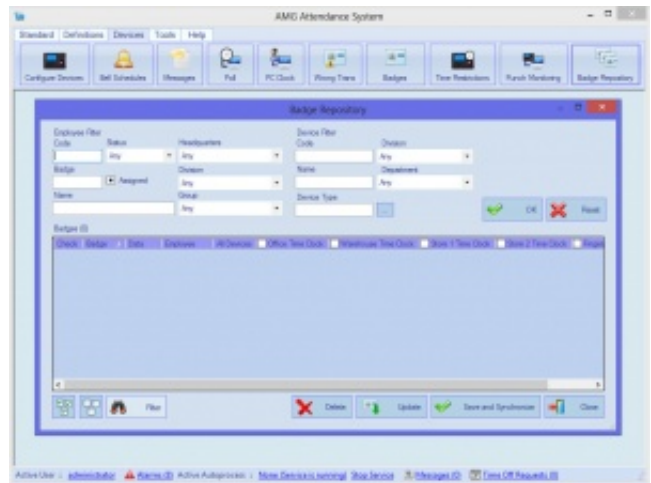 AMG Attendance System
Standard Definitions Devices Tools Help
Configure Devices Bell Schedules Messages Poll PC Clock Wrong Trans Badges Time Restrictions Punch Monitoring Badge Repository
Badge Repository
Employee Filter Device Filter
Code Status Headquarters Code Division
Any Any Any
Badge Division Name Department
Assigned Any Any
Name Group Device Type
Any ... OK Reset
Badges (0)
Check Badge Data Employee All Devices Office Time Clock Warehouse Time Clock Store 1 Time Clock Store 2 Time Clock
Filter Delete Update Save and Synchronize Close
Active User : administrator Alarms (0) Active Autoprocess : None (Service is running) Stop Service Messages (0) Time Off Requests (0)